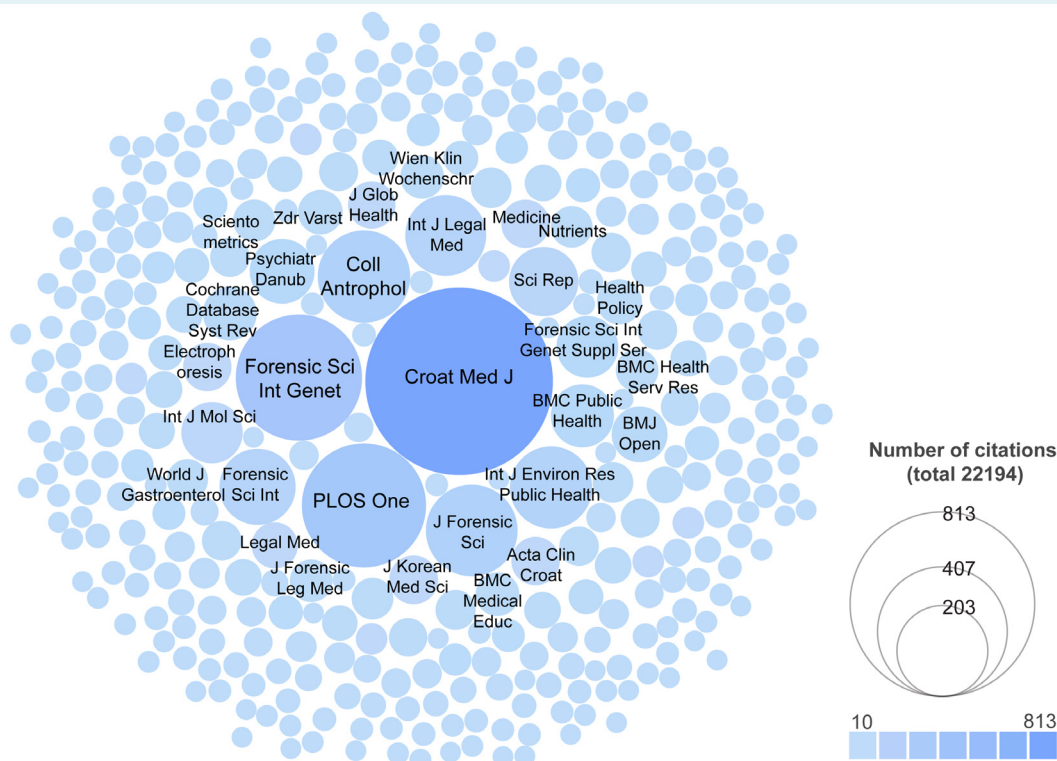 Wien Klin
Wochenschr
J Glob
Health
Zdr Varst
Sciento
metrics
Int J Legal
Med
Medicine
Nutrients
Psychiatr
Danub
Coll
Antrophol
Sci Rep
Cochrane
Database
Syst Rev
Health
Policy
Forensic Sci Int
Genet Suppl Ser
Electroph
oresis
Forensic Sci
Int Genet
Croat Med J
BMC Health
Serv Res
BMC Public
Health
Int J Mol Sci
BMJ
Open
World J
Gastroenterol
Forensic
Sci Int
PLOS One
Int J Environ Res
Public Health
J Forensic
Sci
Legal Med
Acta Clin
Croat
J Forensic
Leg Med
J Korean
Med Sci
BMC
Medical
Educ
Number of citations
(total 22194)
813
407
203
10 813